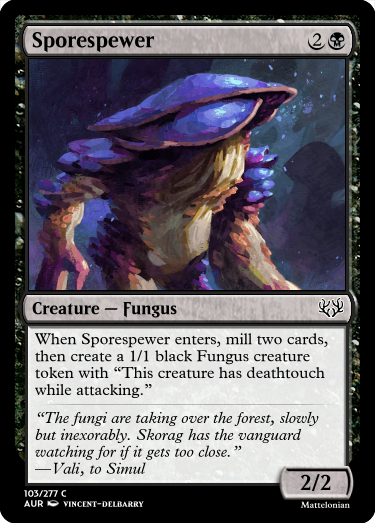 Sporespewer 2
Creature — Fungus
When Sporespewer enters, mill two cards,
then create a 1/1 black Fungus creature
token with “This creature has deathtouch
while attacking.”
“The fungi are taking over the forest, slowly
but inexorably. Skorag has the vanguard
watching for if it gets too close.”
—Vali, to Simul
2/2
103/277 C
AUR VINCENT-DELBARRY
Mattelonian